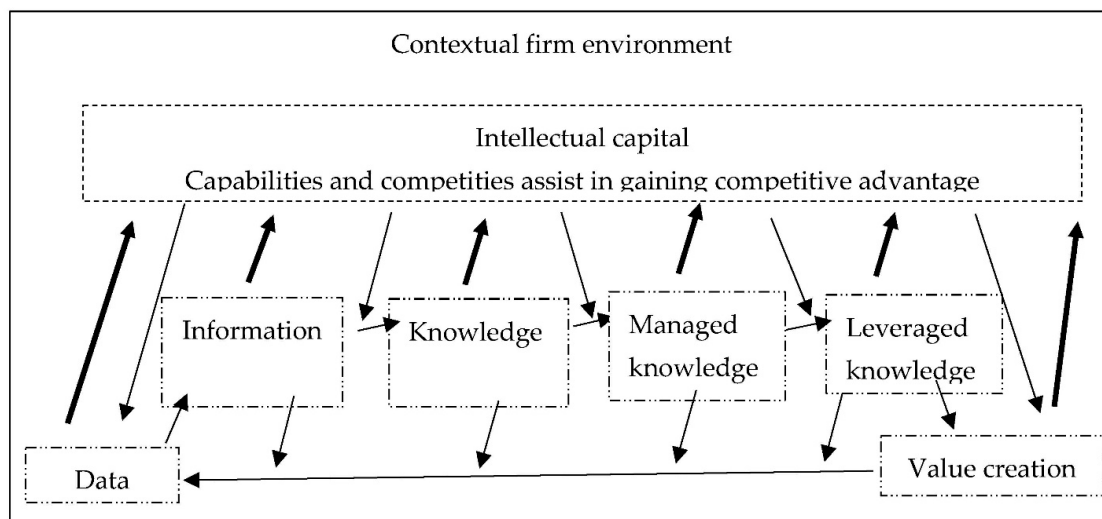 Contextual firm environment
Intellectual capital
Capabilities and competities assist in gaining competitive advantage
Information
Knowledge
Managed
knowledge
Leveraged
knowledge
Data
Value creation